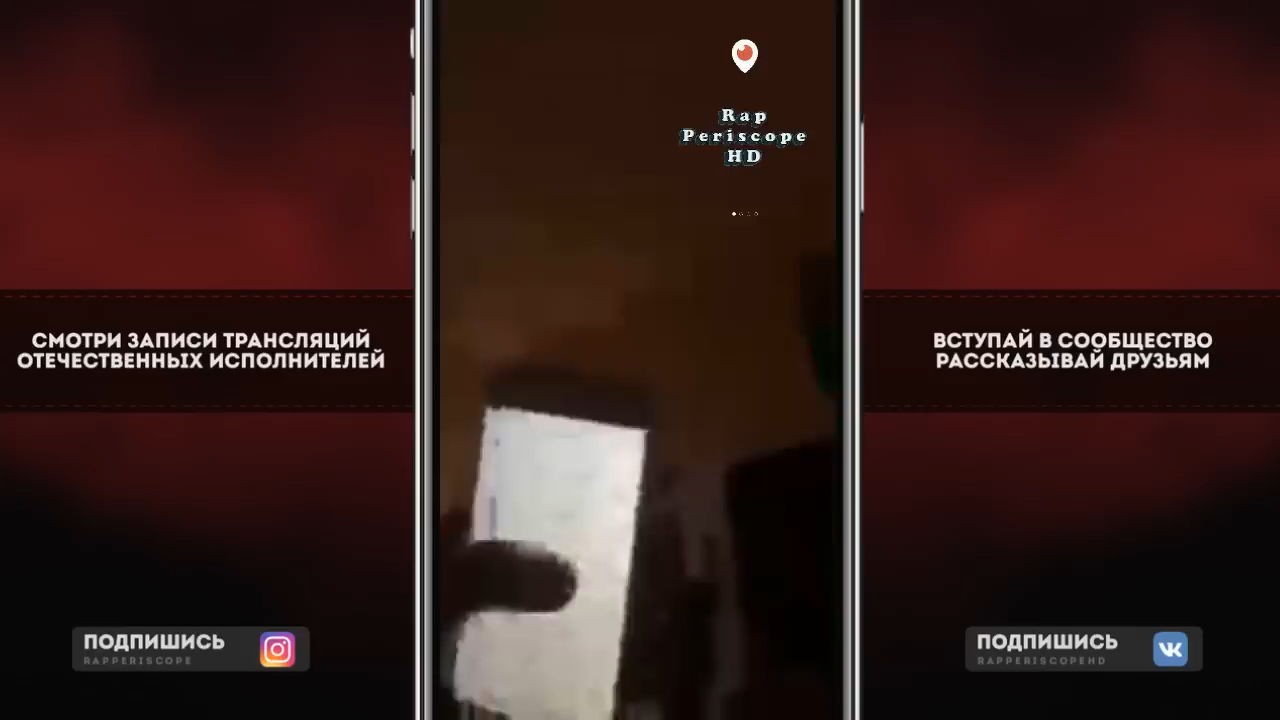 Rap
Periscope
HD
СМОТРИ ЗАПИСИ ТРАНСЛЯЦИЙ
ОТЕЧЕСТВЕННЫХ ИСПОЛНИТЕЛЕЙ
ВСТУПАЙ В СООБЩЕСТВО
РАССКАЗЫВАЙ ДРУЗЬЯМ
ПОДПИШИСЬ
RAPPERISCOPE
ПОДПИШИСЬ
RAPPERISCOPEHD